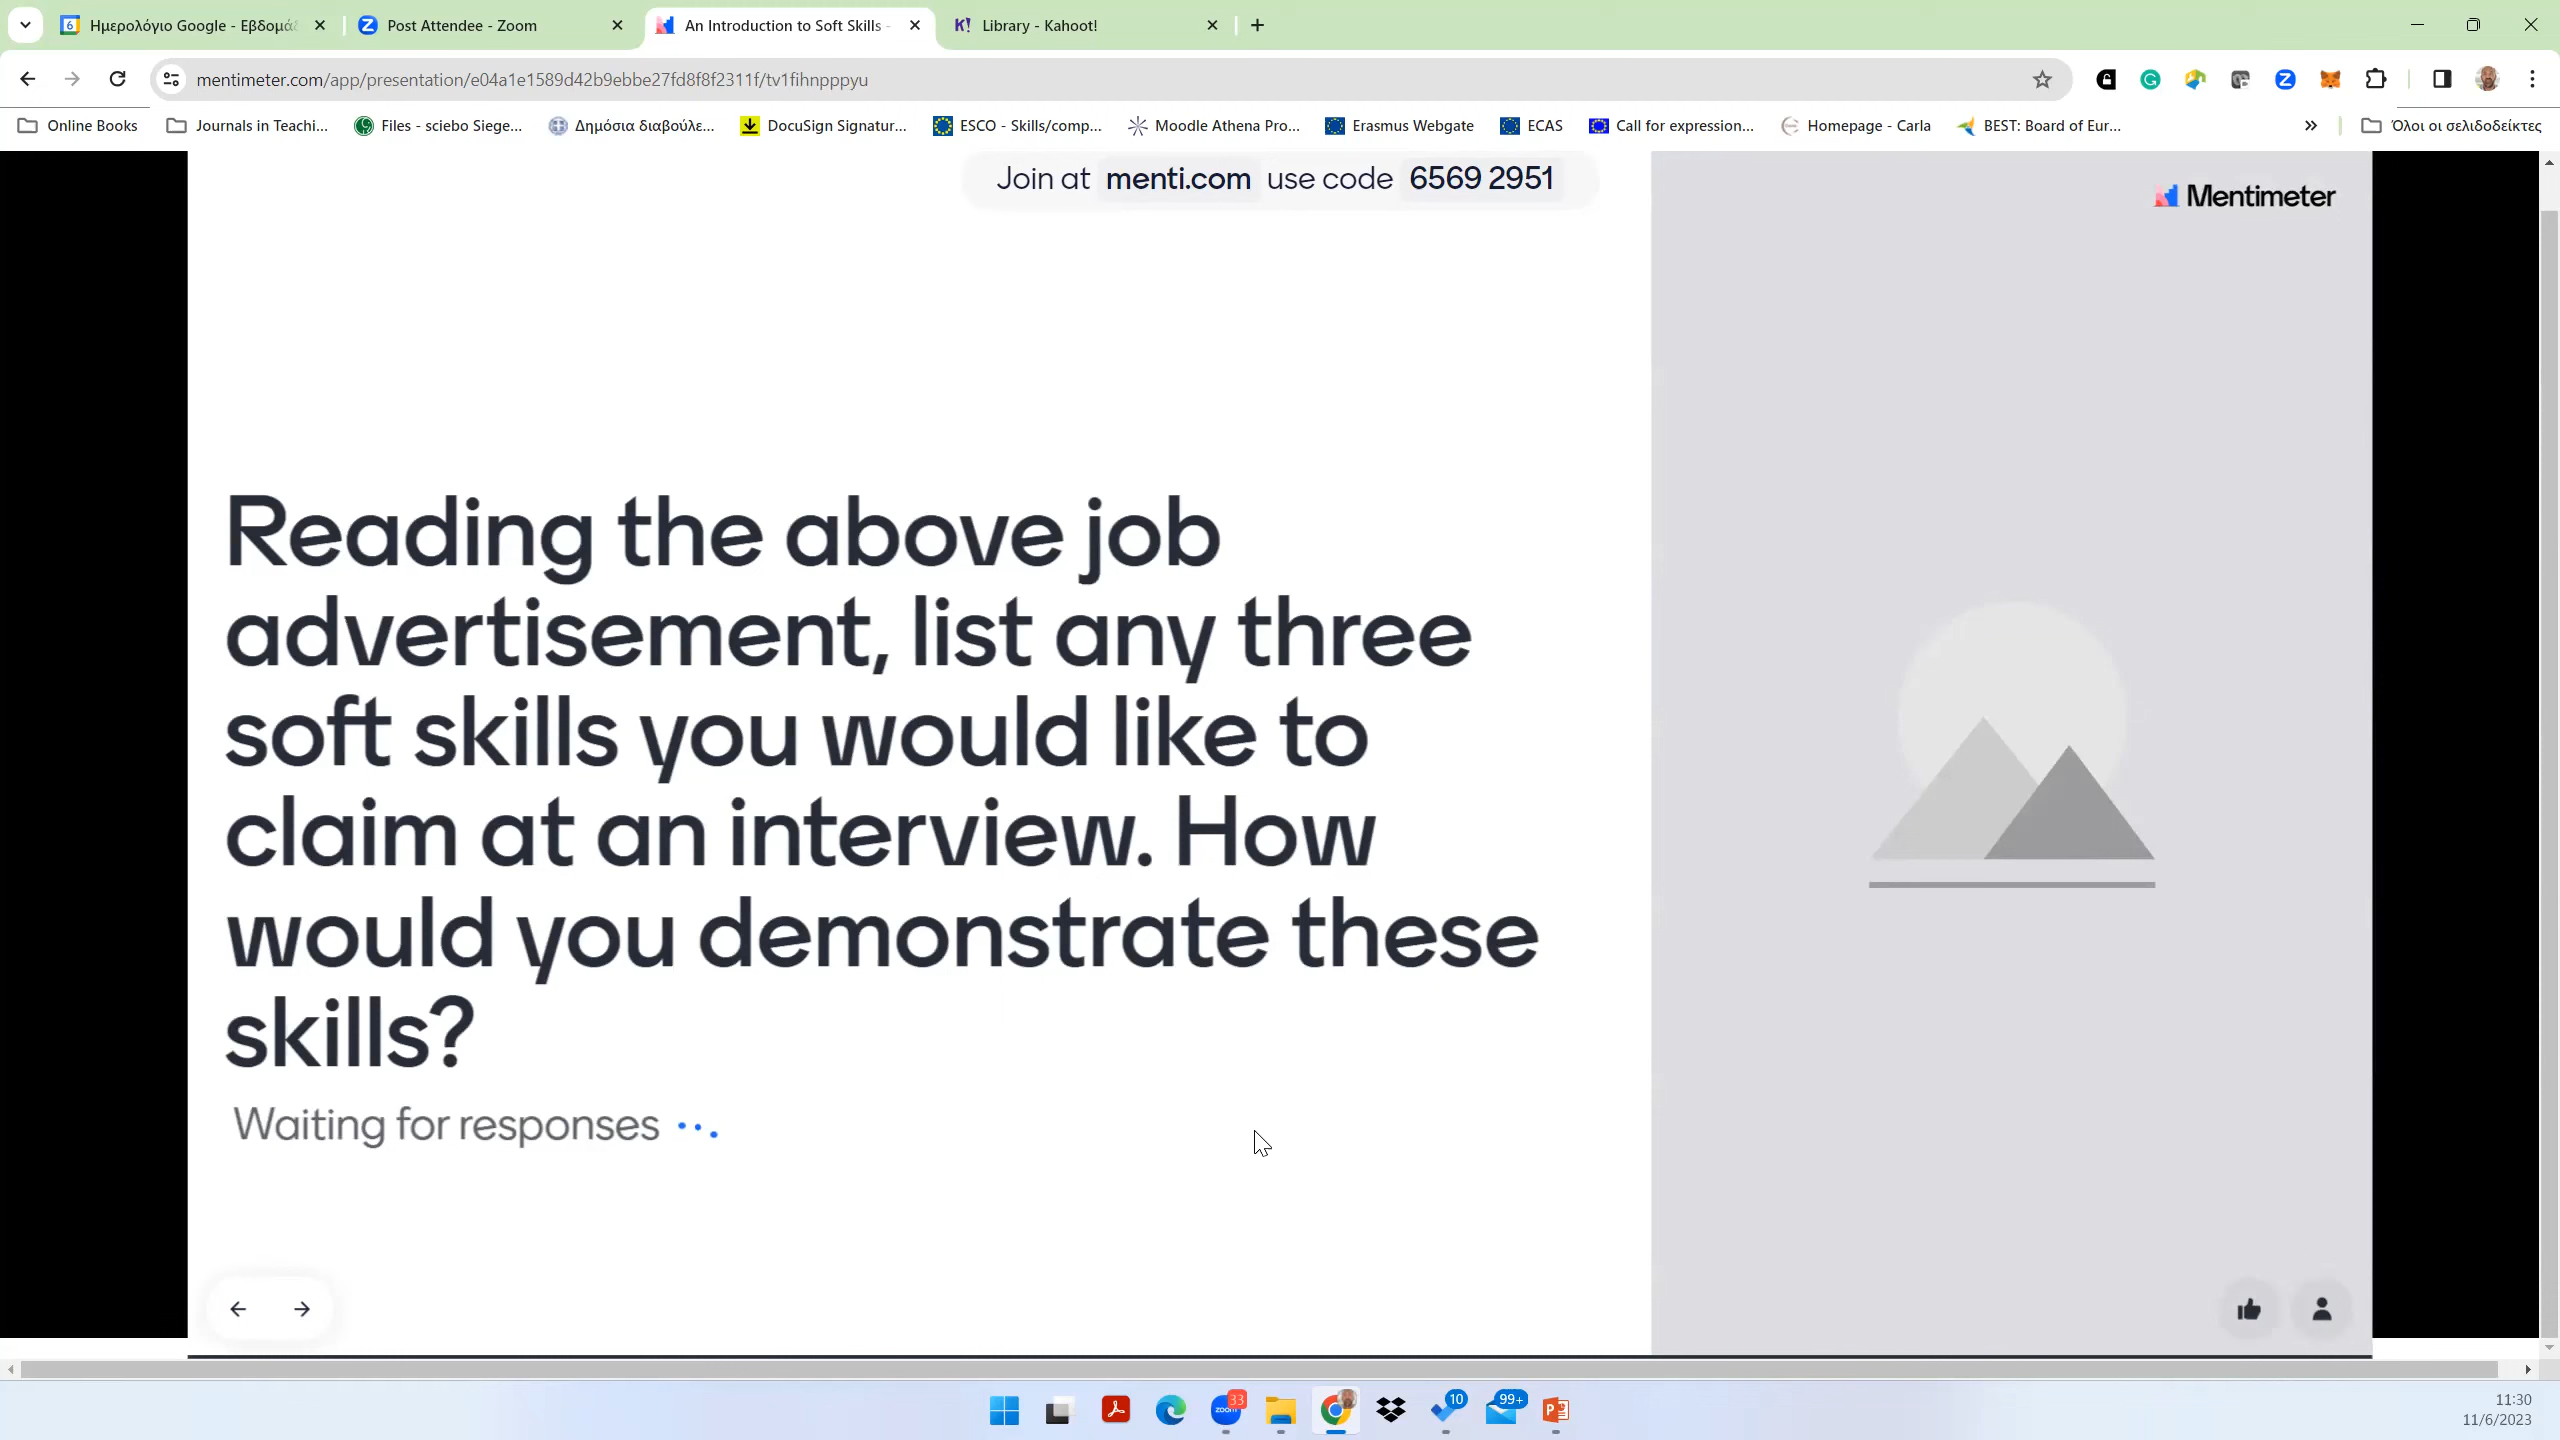 Ημερολόγιο Google - Εβδομάδ
Post Attendee - Zoom
An Introduction to Soft Skills -
Library - Kahoot!
mentimeter.com/app/presentation/e04a1e1589d42b9ebbe27fd8f8f2311f/tv1fihnpppyu
Online Books
Journals in Teachi...
Files - sciebo Siege...
Δημόσια διαβούλε...
DocuSign Signatur...
ESCO - Skills/comp...
Moodle Athena Pro...
Erasmus Webgate
ECAS
Call for expression...
Homepage - Carla
BEST: Board of Eur...
Όλοι οι σελιδοδείκτες
Join at menti.com use code 6569 2951
Mentimeter
Reading the above job
advertisement, list any three
soft skills you would like to
claim at an interview. How
would you demonstrate these
skills?
Waiting for responses
zoom
33
10
99+
11:30
11/6/2023